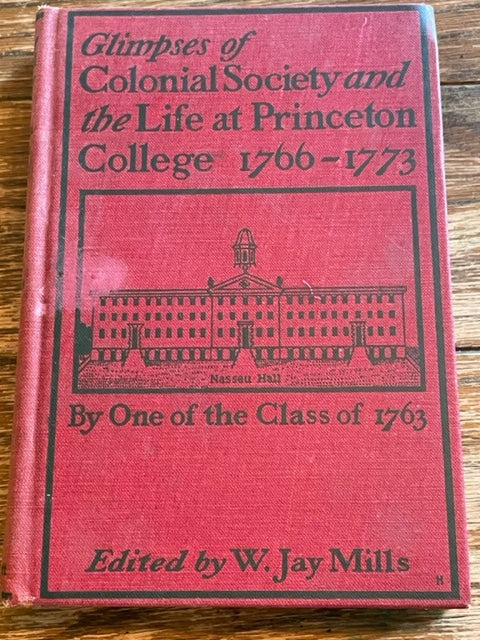 Glimpses of
Colonial Society and
the Life at Princeton
College 1766-1773
Nassau Hall
By One of the Class of 1763
Edited by W. Jay Mills
H